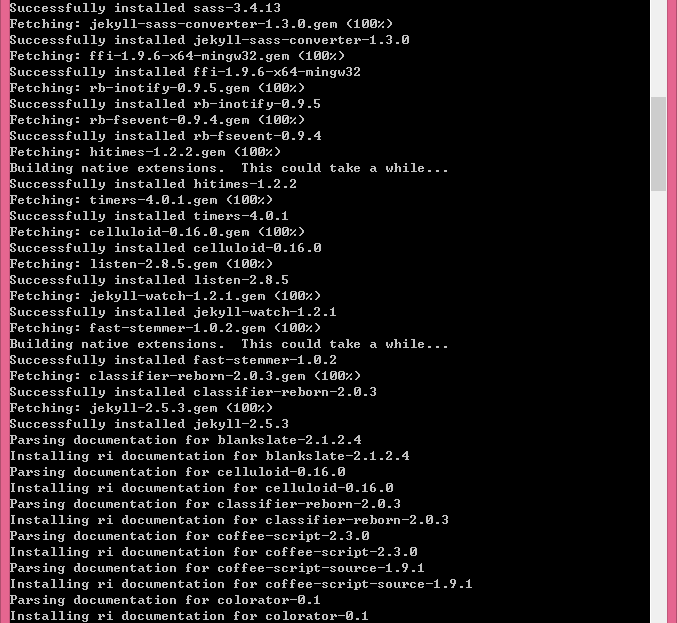 Successfully installed sass-3.4.13
Fetching: jekyll-sass-converter-1.3.0.gem (100%)
Successfully installed jekyll-sass-converter-1.3.0
Fetching: ffi-1.9.6-x64-mingw32.gem (100%)
Successfully installed ffi-1.9.6-x64-mingw32
Fetching: rb-inotify-0.9.5.gem (100%)
Successfully installed rb-inotify-0.9.5
Fetching: rb-fsevent-0.9.4.gem (100%)
Successfully installed rb-fsevent-0.9.4
Fetching: hitimes-1.2.2.gem (100%)
Building native extensions.  This could take a while...
Successfully installed hitimes-1.2.2
Fetching: timers-4.0.1.gem (100%)
Successfully installed timers-4.0.1
Fetching: celluloid-0.16.0.gem (100%)
Successfully installed celluloid-0.16.0
Fetching: listen-2.8.5.gem (100%)
Successfully installed listen-2.8.5
Fetching: jekyll-watch-1.2.1.gem (100%)
Successfully installed jekyll-watch-1.2.1
Fetching: fast-stemmer-1.0.2.gem (100%)
Building native extensions.  This could take a while...
Successfully installed fast-stemmer-1.0.2
Fetching: classifier-reborn-2.0.3.gem (100%)
Successfully installed classifier-reborn-2.0.3
Fetching: jekyll-2.5.3.gem (100%)
Successfully installed jekyll-2.5.3
Parsing documentation for blankslate-2.1.2.4
Installing ri documentation for blankslate-2.1.2.4
Parsing documentation for celluloid-0.16.0
Installing ri documentation for celluloid-0.16.0
Parsing documentation for classifier-reborn-2.0.3
Installing ri documentation for classifier-reborn-2.0.3
Parsing documentation for coffee-script-2.3.0
Installing ri documentation for coffee-script-2.3.0
Parsing documentation for coffee-script-source-1.9.1
Installing ri documentation for coffee-script-source-1.9.1
Parsing documentation for colorator-0.1
Installing ri documentation for colorator-0.1